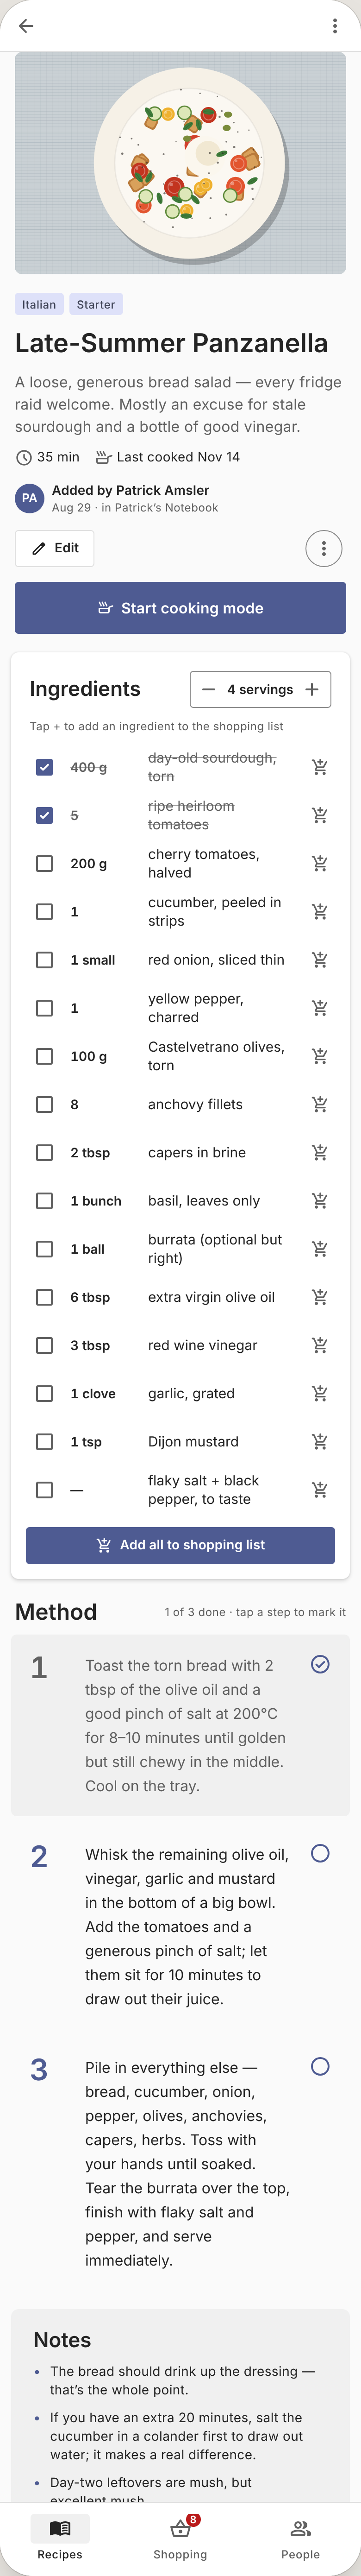 Italian
Starter
Late-Summer Panzanella
A loose, generous bread salad — every fridge
raid welcome. Mostly an excuse for stale
sourdough and a bottle of good vinegar.
35 min
Last cooked Nov 14
PA
Added by Patrick Amsler
Aug 29 · in Patrick's Notebook
Edit
Start cooking mode
Ingredients
4 servings
Tap + to add an ingredient to the shopping list
400 g day-old sourdough,
torn
5 ripe heirloom
tomatoes
200 g cherry tomatoes,
halved
1 cucumber, peeled in
strips
1 small red onion, sliced thin
1 yellow pepper,
charred
100 g Castelvetrano olives,
torn
8 anchovy fillets
2 tbsp capers in brine
1 bunch basil, leaves only
1 ball burrata (optional but
right)
6 tbsp extra virgin olive oil
3 tbsp red wine vinegar
1 clove garlic, grated
1 tsp Dijon mustard
— flaky salt + black
pepper, to taste
Add all to shopping list
Method
1 of 3 done · tap a step to mark it
1 Toast the torn bread with 2
tbsp of the olive oil and a
good pinch of salt at 200°C
for 8–10 minutes until golden
but still chewy in the middle.
Cool on the tray.
2 Whisk the remaining olive oil,
vinegar, garlic and mustard
in the bottom of a big bowl.
Add the tomatoes and a
generous pinch of salt; let
them sit for 10 minutes to
draw out their juice.
3 Pile in everything else —
bread, cucumber, onion,
pepper, olives, anchovies,
capers, herbs. Toss with
your hands until soaked.
Tear the burrata over the top,
finish with flaky salt and
pepper, and serve
immediately.
Notes
• The bread should drink up the dressing —
that's the whole point.
• If you have an extra 20 minutes, salt the
cucumber in a colander first to draw out
water; it makes a real difference.
• Day-two leftovers are mush, but
excellent mush.
8
Recipes
Shopping
People